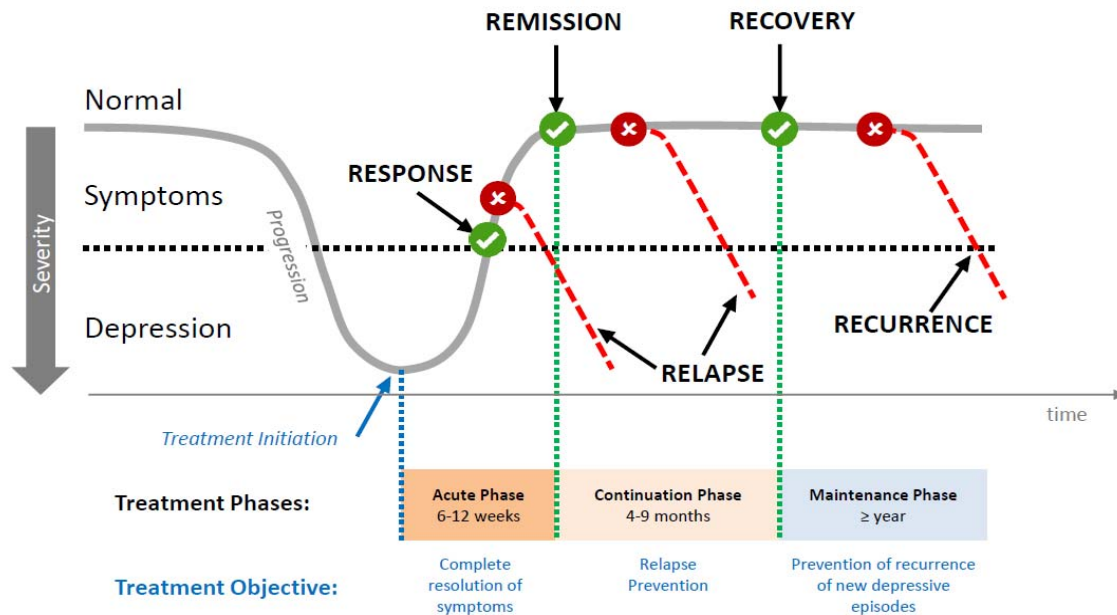 REMISSION
RECOVERY
Normal
RESPONSE
Symptoms
Progression
Severity
Depression
RECURRENCE
RELAPSE
time
Treatment Initiation
Treatment Phases:
Acute Phase
6-12 weeks
Continuation Phase
4-9 months
Maintenance Phase
≥ year
Treatment Objective:
Complete
resolution of
symptoms
Relapse
Prevention
Prevention of recurrence
of new depressive
episodes